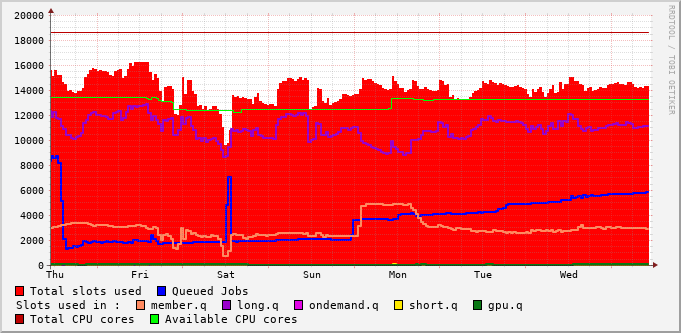 20000
18000
16000
14000
12000
10000
8000
6000
4000
2000
0
Thu Fri Sat Sun Mon Tue Wed
RRDTOOL / TOBI OETIKER
Total slots used Queued Jobs
Slots used in : member.q long.q ondemand.q short.q gpu.q
Total CPU cores Available CPU cores